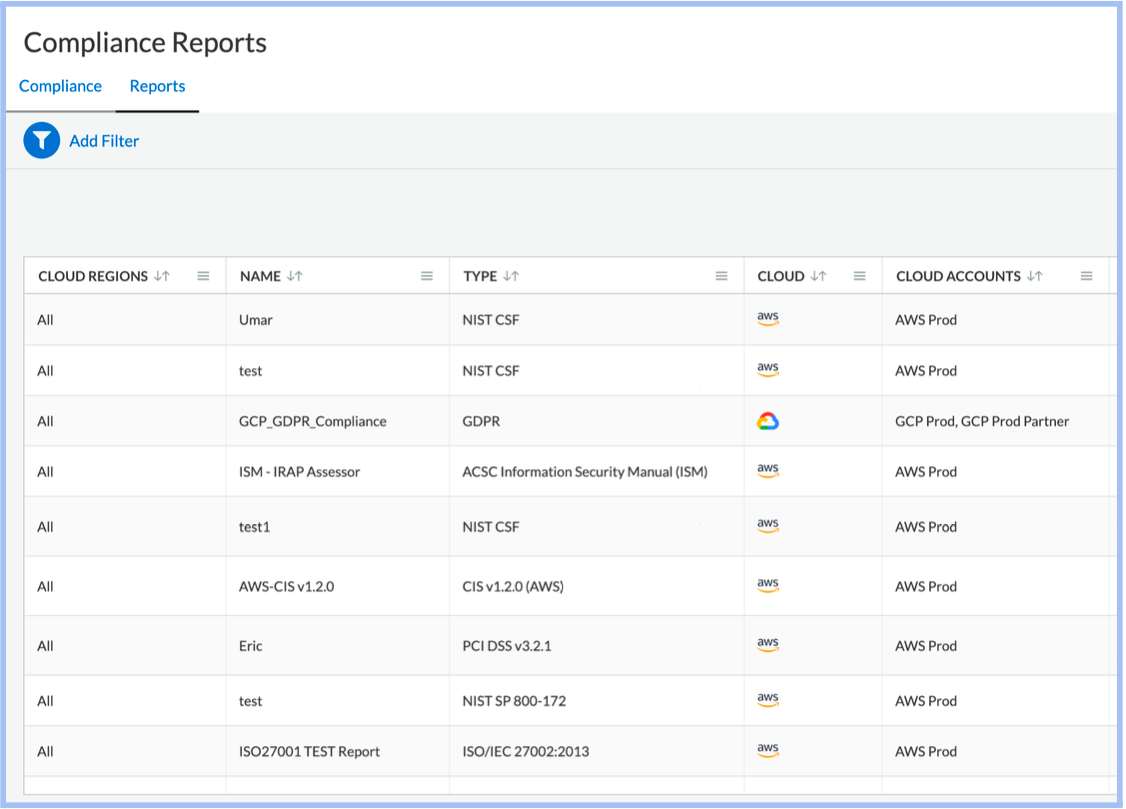 Compliance Reports
Compliance Reports
Add Filter
CLOUD REGIONS NAME TYPE CLOUD CLOUD ACCOUNTS
All Umar NIST CSF aws AWS Prod
All test NIST CSF aws AWS Prod
All GCP_GDPR_Compliance GDPR GCP Prod, GCP Prod Partner
All ISM - IRAP Assessor ACSC Information Security Manual (ISM) aws AWS Prod
All test1 NIST CSF aws AWS Prod
All AWS-CIS v1.2.0 CIS v1.2.0 (AWS) aws AWS Prod
All Eric PCI DSS v3.2.1 aws AWS Prod
All test NIST SP 800-172 aws AWS Prod
All ISO27001 TEST Report ISO/IEC 27002:2013 aws AWS Prod